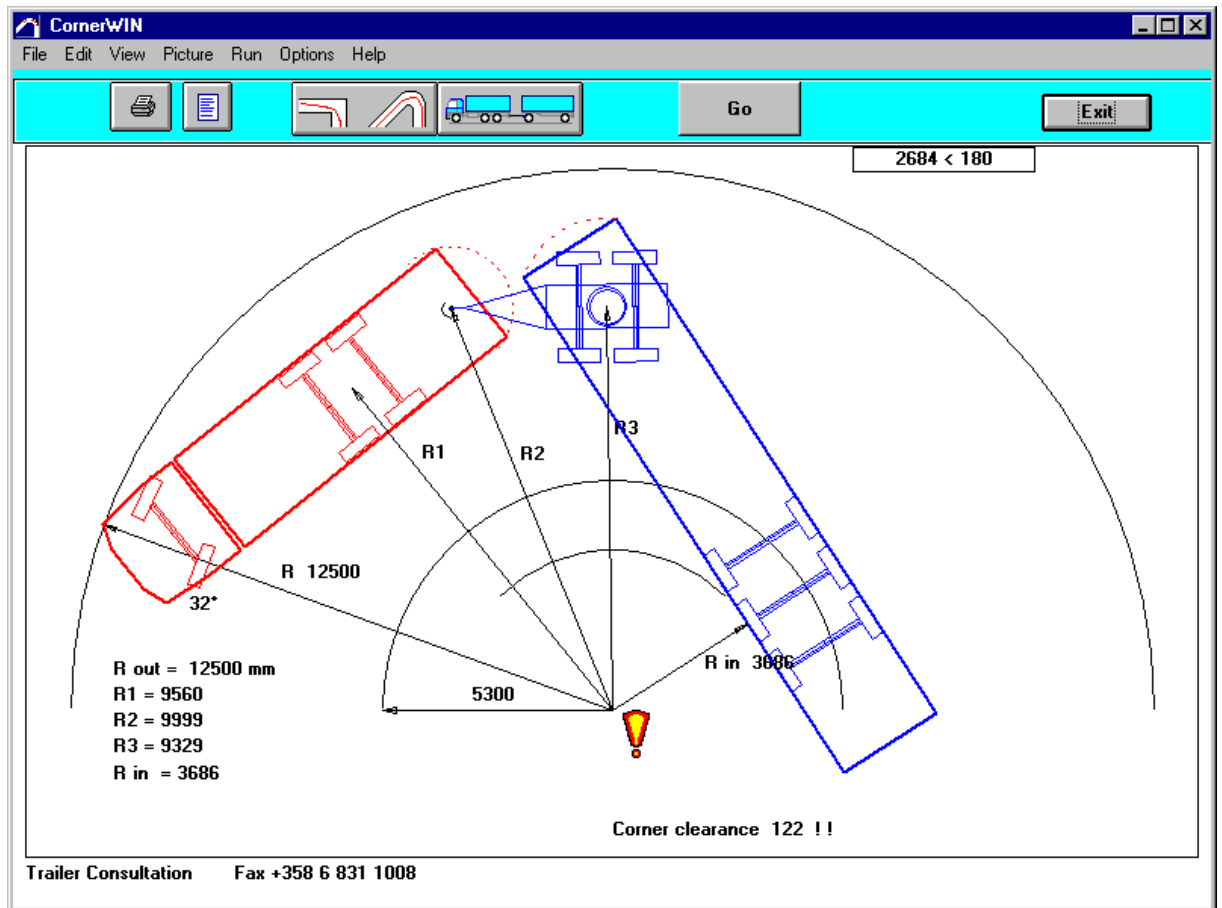 CornerWIN
File Edit View Picture Run Options Help
Go
Exit
2684 < 180
R1
R2
R3
R 12500
32°
R in 3686
5300
R out = 12500 mm
R1 = 9560
R2 = 9999
R3 = 9329
R in = 3686
Corner clearance 122 ! !
Trailer Consultation Fax +358 6 831 1008